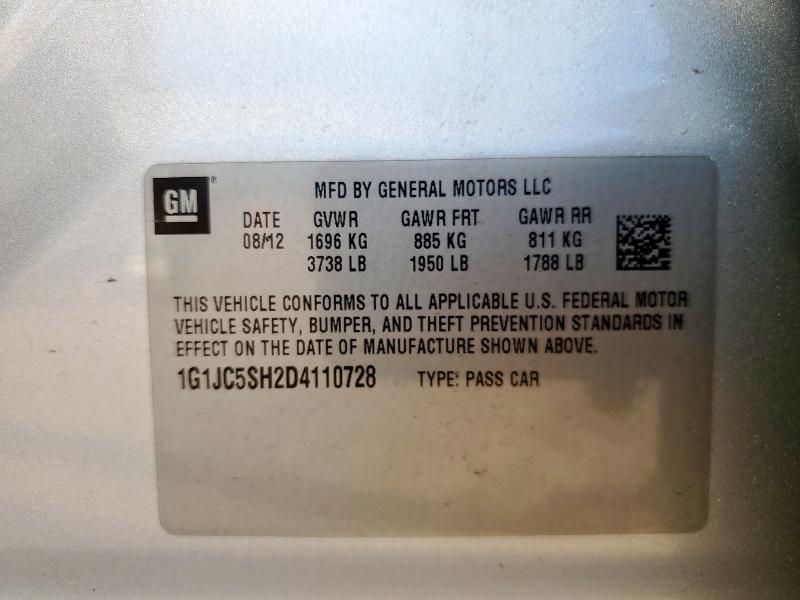 GM®
MFD BY GENERAL MOTORS LLC
DATE GVWR GAWR FRT GAWR RR
08/12 1696 KG 885 KG 811 KG
3738 LB 1950 LB 1788 LB
THIS VEHICLE CONFORMS TO ALL APPLICABLE U.S. FEDERAL MOTOR
VEHICLE SAFETY, BUMPER, AND THEFT PREVENTION STANDARDS IN
EFFECT ON THE DATE OF MANUFACTURE SHOWN ABOVE.
1G1JC5SH2D4110728 TYPE: PASS CAR